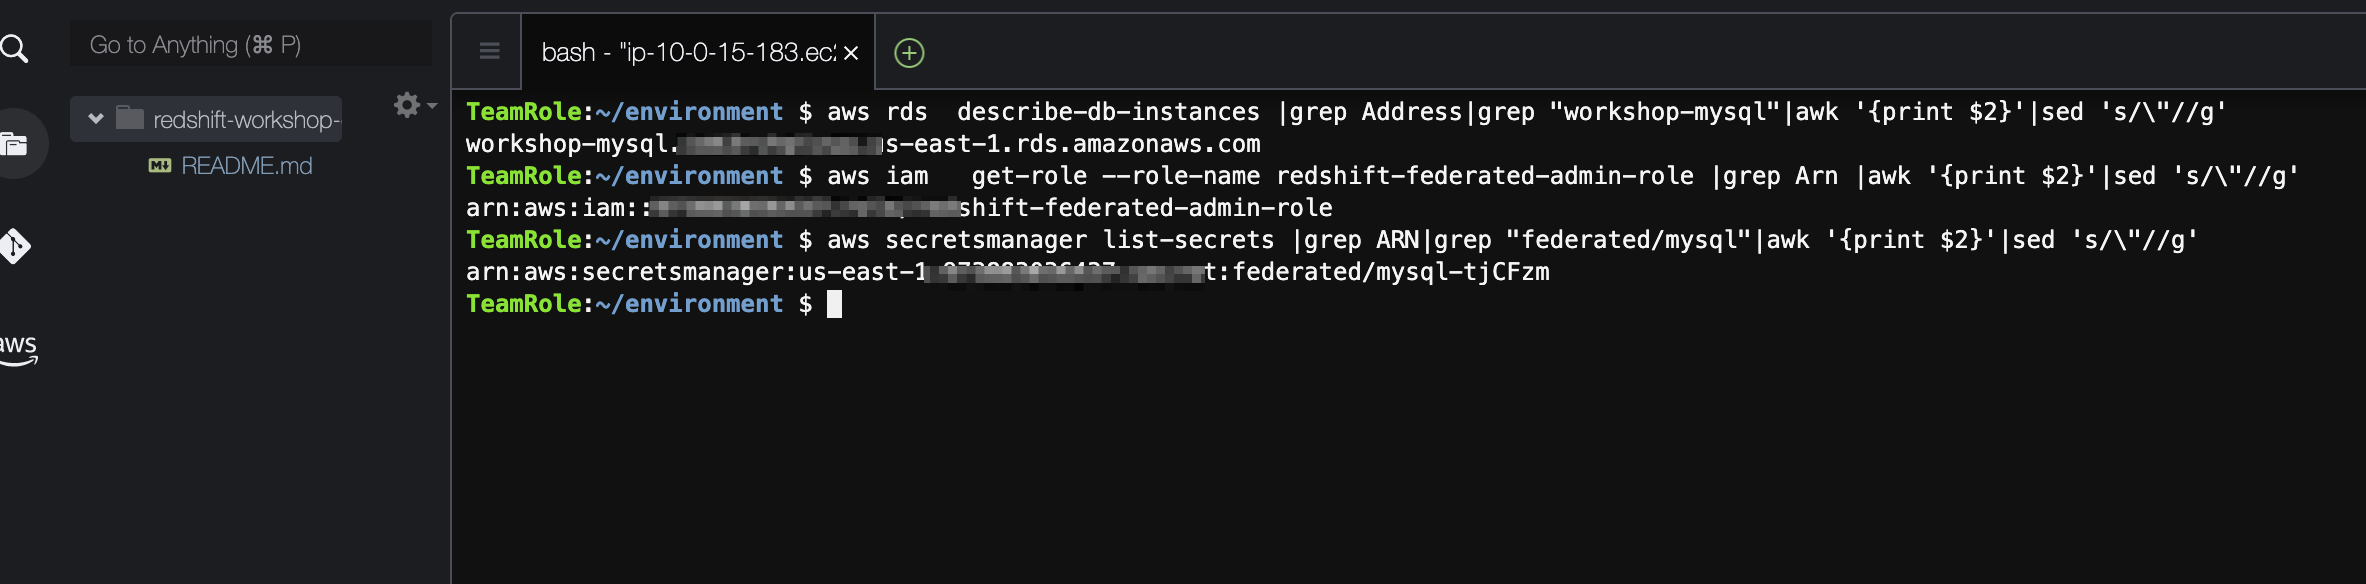 Go to Anything (⌘ P)
bash - "ip-10-0-15-183.ec2
redshift-workshop-
README.md
aws
TeamRole:~/environment $ aws rds  describe-db-instances |grep Address|grep "workshop-mysql"|awk '{print $2}'|sed 's/\"//g'
workshop-mysql. s-east-1.rds.amazonaws.com
TeamRole:~/environment $ aws iam   get-role --role-name redshift-federated-admin-role |grep Arn |awk '{print $2}'|sed 's/\"//g'
arn:aws:iam:: shift-federated-admin-role
TeamRole:~/environment $ aws secretsmanager list-secrets |grep ARN|grep "federated/mysql"|awk '{print $2}'|sed 's/\"//g'
arn:aws:secretsmanager:us-east-1 t:federated/mysql-tjCFzm
TeamRole:~/environment $